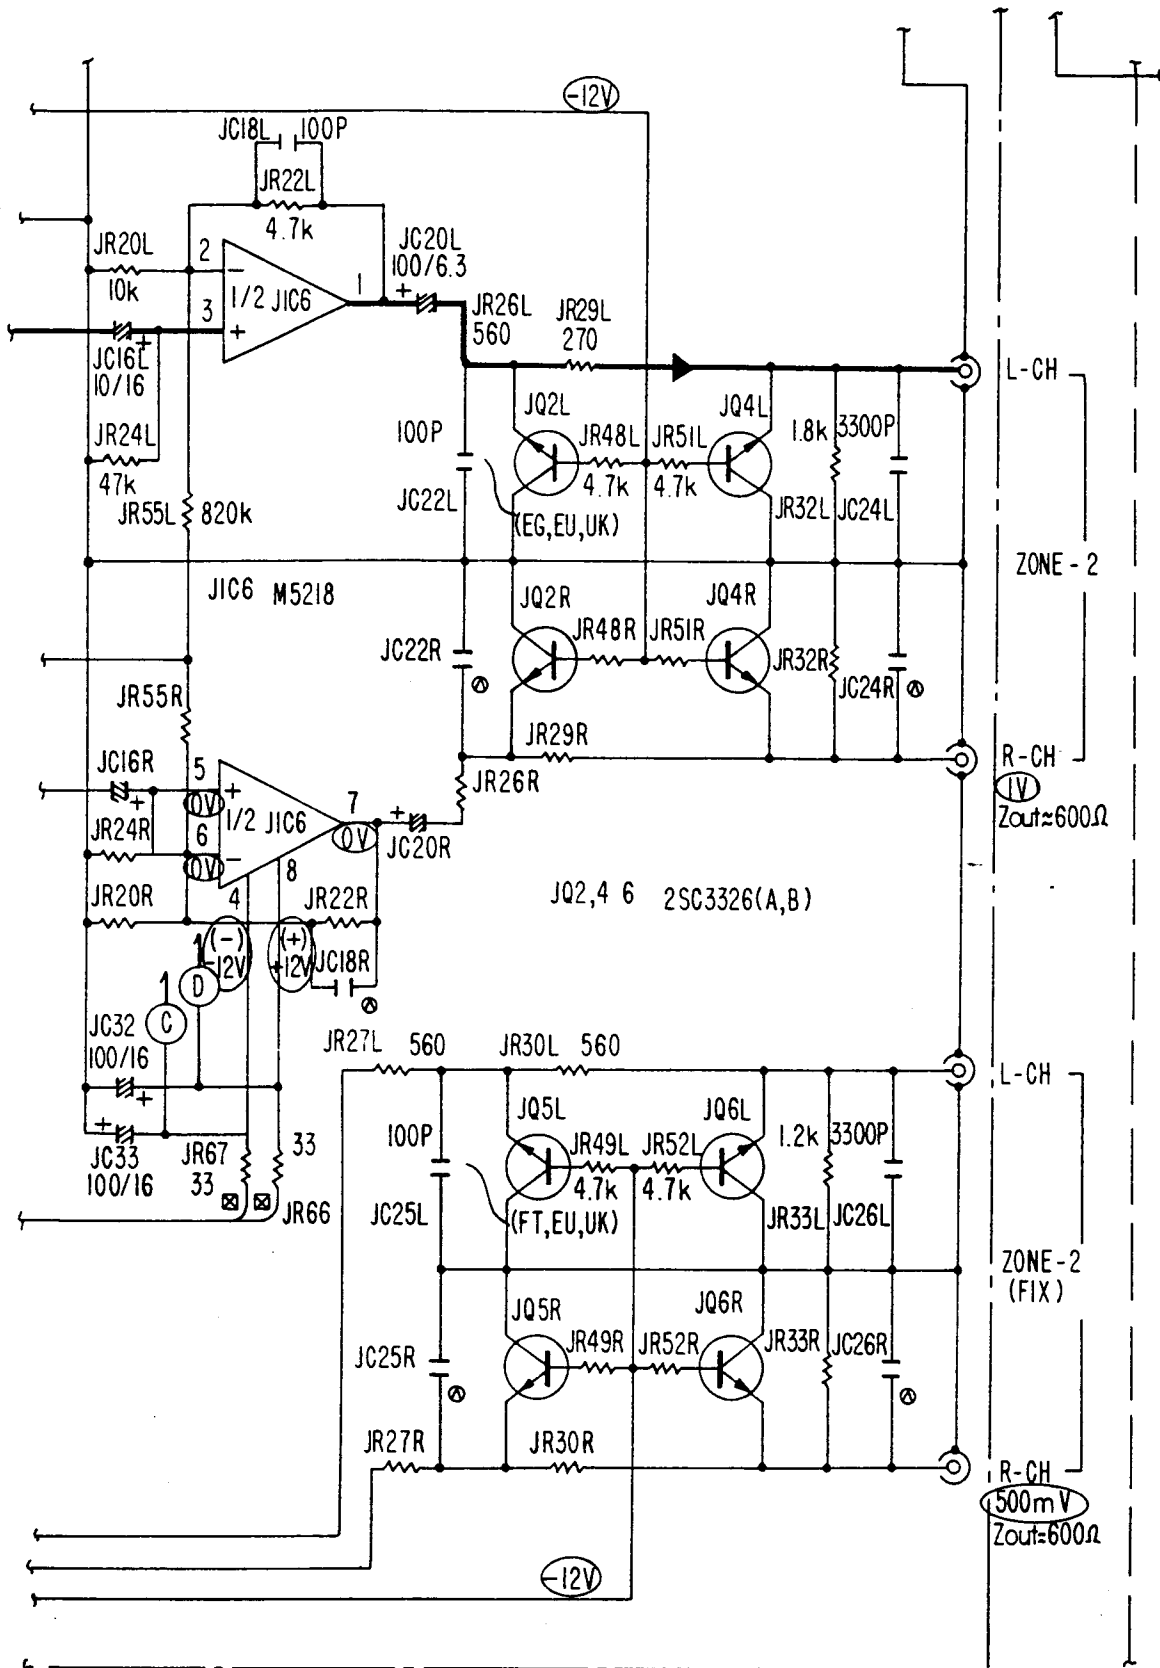 -12V
JC18L 100P
JR22L
4.7k
JR20L
10k
2
-
3
+
1/2 JIC6
1
JC20L
100/6.3
+
JR26L
560
JR29L
270
+
JC16L
10/16
JR24L
47k
JR55L 820k
100P
JC22L
JQ2L
JR48L
4.7k
JR51L
4.7k
JQ4L
1.8k
JR32L
3300P
JC24L
(EG,EU,UK)
L-CH
ZONE-2
JIC6 M5218
JQ2R
JQ4R
JR48R
JR51R
JC22R
JR32R
JC24R
JR55R
JR29R
JC16R
+
JR26R
R-CH
1V
Zout≈600Ω
5
0V
+
1/2 JIC6
7
0V
+
JC20R
6
0V
-
JR24R
JR20R
4
8
JR22R
(-)
-12V
(+)
+12V
JC18R
JQ2,4 6 2SC3326(A,B)
D
C
JC32
100/16
+
+
JC33
100/16
JR67
33
33
JR66
JR27L 560
JR30L 560
L-CH
100P
JC25L
JQ5L
JR49L
4.7k
JR52L
4.7k
JQ6L
1.2k
JR33L
3300P
JC26L
(FT,EU,UK)
ZONE-2
(FIX)
JQ5R
JQ6R
JR49R
JR52R
JC25R
JR33R
JC26R
JR27R
JR30R
R-CH
500mV
Zout≈600Ω
-12V